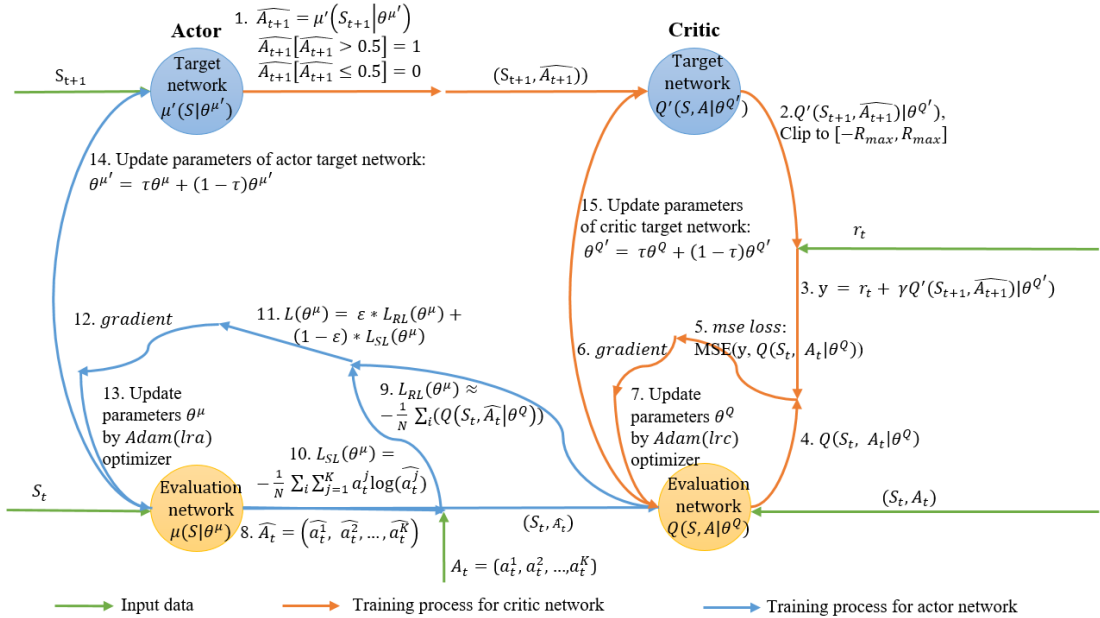 Actor
Critic
1. $\widehat{A_{t+1}} = \mu'(S_{t+1}|\theta^{\mu'})$
$\widehat{A_{t+1}}[\widehat{A_{t+1}} > 0.5] = 1$
$\widehat{A_{t+1}}[\widehat{A_{t+1}} \leq 0.5] = 0$
$S_{t+1}$
Target
network
$\mu'(S|\theta^{\mu'})$
$(S_{t+1}, \widehat{A_{t+1}}))$
Target
network
$Q'(S, A|\theta^{Q'})$
2.$Q'(S_{t+1}, \widehat{A_{t+1}})|\theta^{Q'})$,
Clip to $[-R_{max}, R_{max}]$
14. Update parameters of actor target network:
$\theta^{\mu'} = \tau\theta^{\mu} + (1 - \tau)\theta^{\mu'}$
15. Update parameters
of critic target network:
$\theta^{Q'} = \tau\theta^{Q} + (1 - \tau)\theta^{Q'}$
$r_t$
3. y $= r_t + \gamma Q'(S_{t+1}, \widehat{A_{t+1}})|\theta^{Q'})$
12. gradient
11. $L(\theta^{\mu}) = \varepsilon * L_{RL}(\theta^{\mu}) +$
$(1 - \varepsilon) * L_{SL}(\theta^{\mu})$
5. mse loss:
MSE(y, $Q(S_t, A_t|\theta^{Q}))$
6. gradient
13. Update
parameters $\theta^{\mu}$
by Adam(lra)
optimizer
9. $L_{RL}(\theta^{\mu}) \approx$
$-\frac{1}{N} \sum_i (Q(S_t, \widehat{A_t}|\theta^{Q}))$
7. Update
parameters $\theta^{Q}$
by Adam(lrc)
optimizer
4. $Q(S_t, A_t|\theta^{Q})$
10. $L_{SL}(\theta^{\mu}) =$
$-\frac{1}{N} \sum_i \sum_{j=1}^{K} a_t^j \log(\widehat{a_t^j})$
$S_t$
Evaluation
network
$\mu(S|\theta^{\mu})$
8. $\widehat{A_t} = (\widehat{a_t^1}, \widehat{a_t^2}, \ldots, \widehat{a_t^K})$
$(S_t, \widehat{A_t})$
Evaluation
network
$Q(S, A|\theta^{Q})$
$(S_t, A_t)$
$A_t = (a_t^1, a_t^2, \ldots, a_t^K)$
Input data
Training process for critic network
Training process for actor network